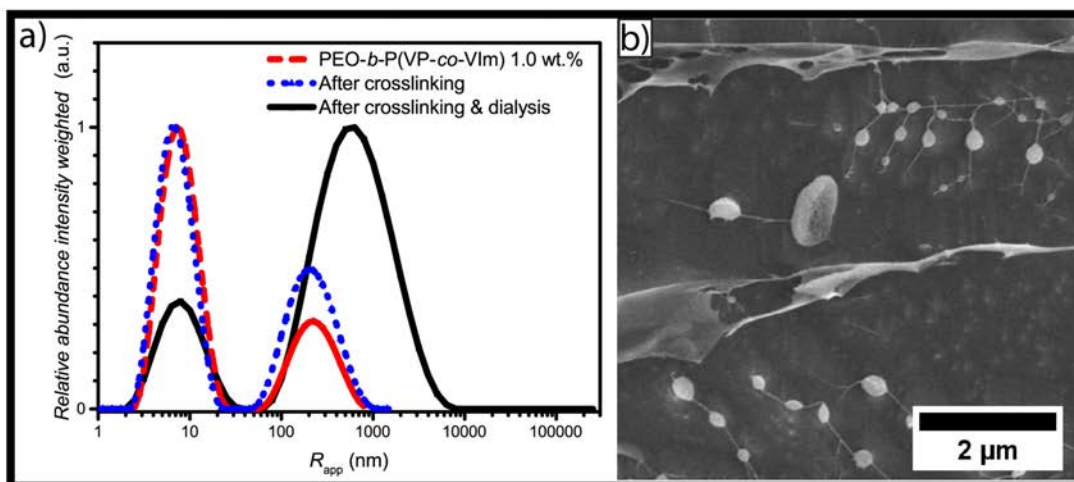 a)
PEO-b-P(VP-co-VIm) 1.0 wt.%
After crosslinking
After crosslinking & dialysis
Relative abundance intensity weighted (a.u.)
1
0
1 10 100 1000 10000 100000
R_app (nm)
b)
2 µm